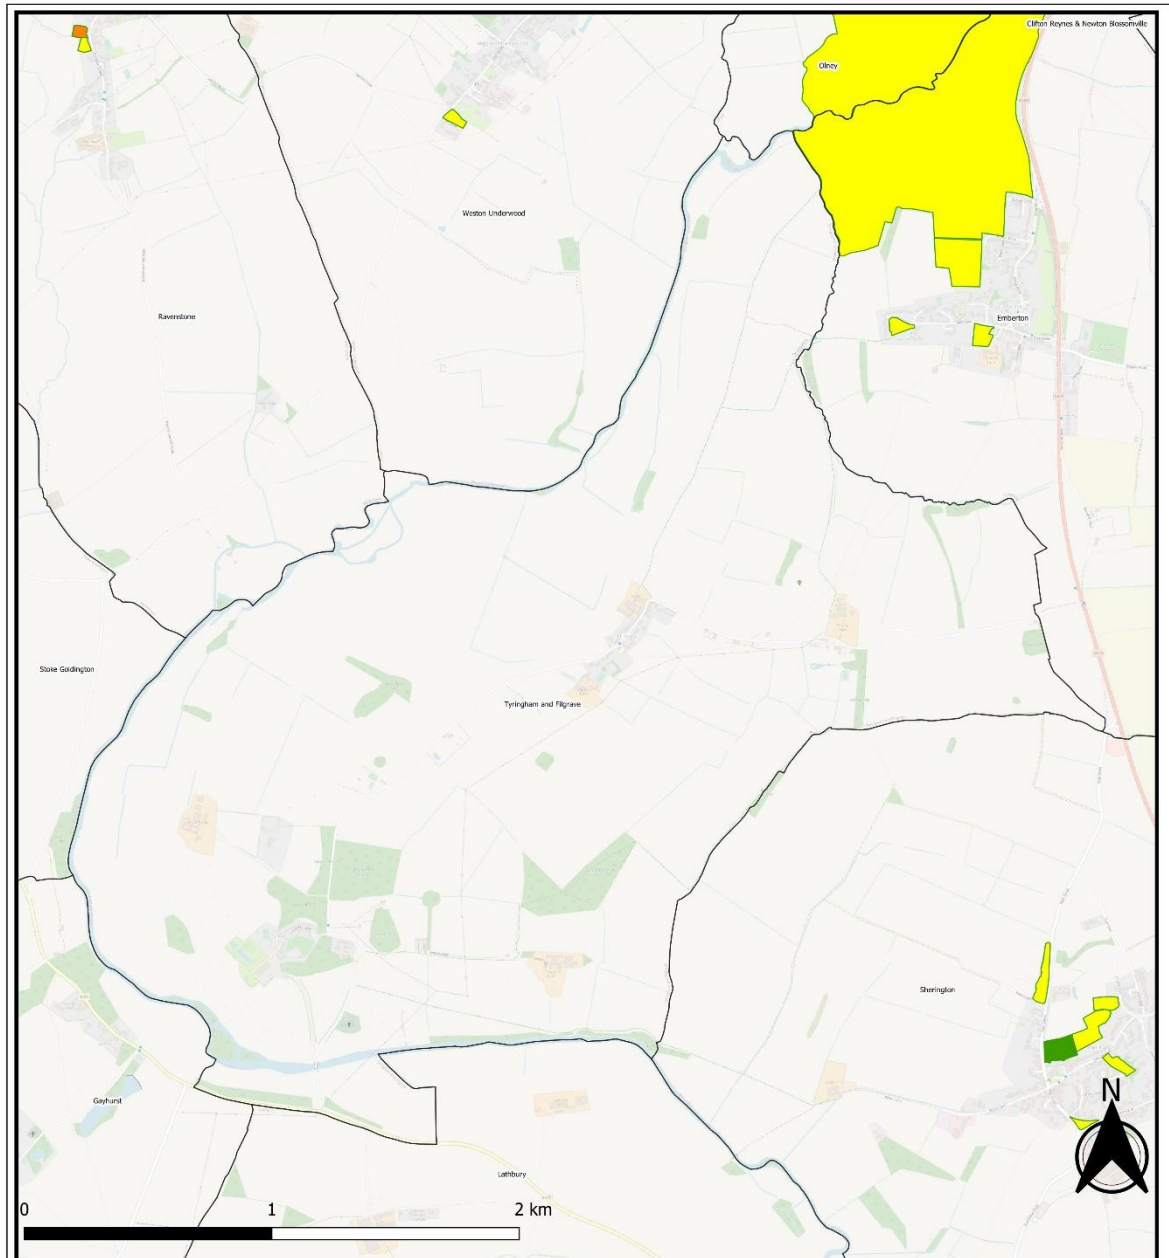 Clifton Reynes & Newton Blossomville
Olney
Weston Underwood
Ravenstone
Emberton
Stoke Goldington
Tyringham and Filgrave
Sherington
Gayhurst
Lathbury
N
0 1 2 km